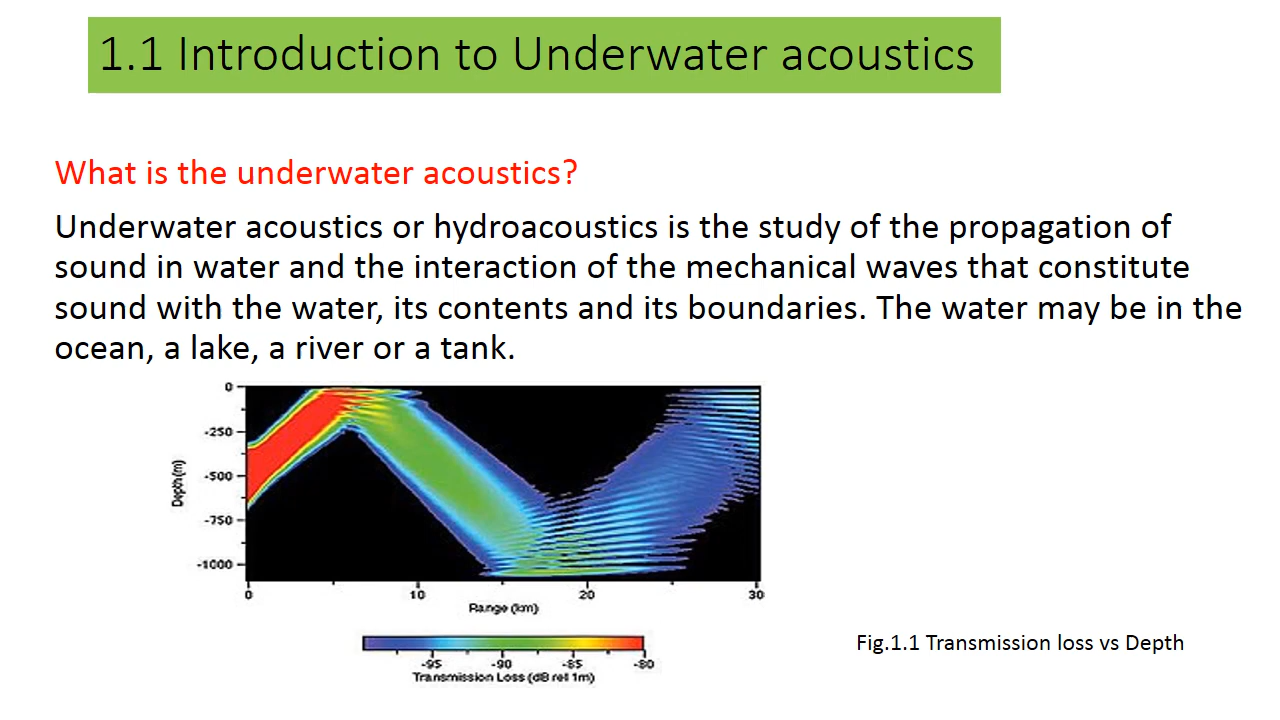 1.1 Introduction to Underwater acoustics
What is the underwater acoustics?
Underwater acoustics or hydroacoustics is the study of the propagation of
sound in water and the interaction of the mechanical waves that constitute
sound with the water, its contents and its boundaries. The water may be in the
ocean, a lake, a river or a tank.
0
-250
-500
-750
-1000
Depth(m)
0 10 20 30
Range (km)
-95 -90 -85 -80
Transmission Loss (dB rel 1m)
Fig.1.1 Transmission loss vs Depth